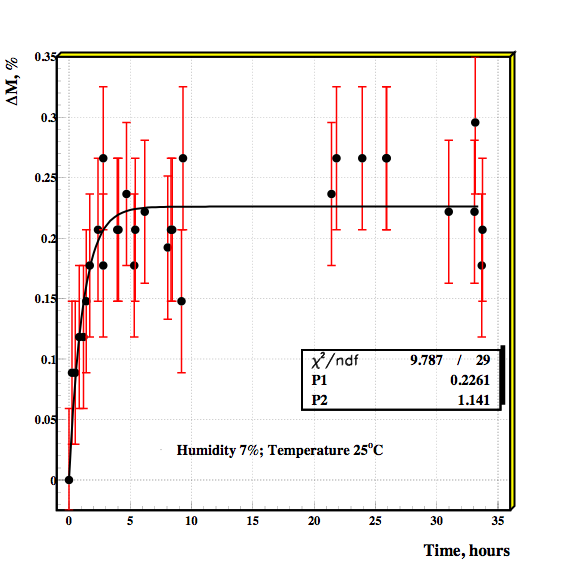 ΔM, %
0.35
0.3
0.25
0.2
0.15
0.1
0.05
0
χ²/ndf 9.787 / 29
P1 0.2261
P2 1.141
Humidity 7%; Temperature 25°C
0 5 10 15 20 25 30 35
Time, hours